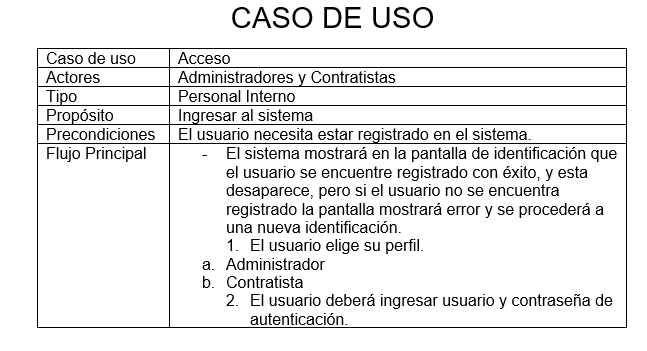 CASO DE USO
Caso de uso Acceso
Actores Administradores y Contratistas
Tipo Personal Interno
Propósito Ingresar al sistema
Precondiciones El usuario necesita estar registrado en el sistema.
Flujo Principal - El sistema mostrará en la pantalla de identificación que
el usuario se encuentre registrado con éxito, y esta
desaparece, pero si el usuario no se encuentra
registrado la pantalla mostrará error y se procederá a
una nueva identificación.
1. El usuario elige su perfil.
a. Administrador
b. Contratista
2. El usuario deberá ingresar usuario y contraseña de
autenticación.